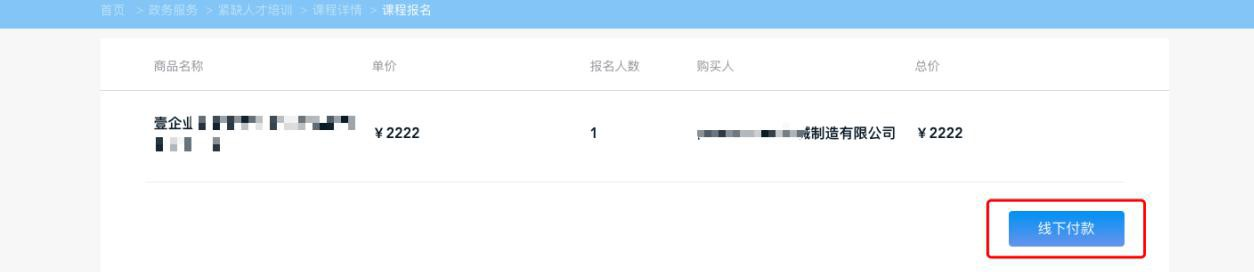 首页 > 政务服务 > 紧缺人才培训 > 课程详情 > 课程报名
商品名称 单价 报名人数 购买人 总价
壹企业 ￥2222 1 械制造有限公司 ￥2222
线下付款